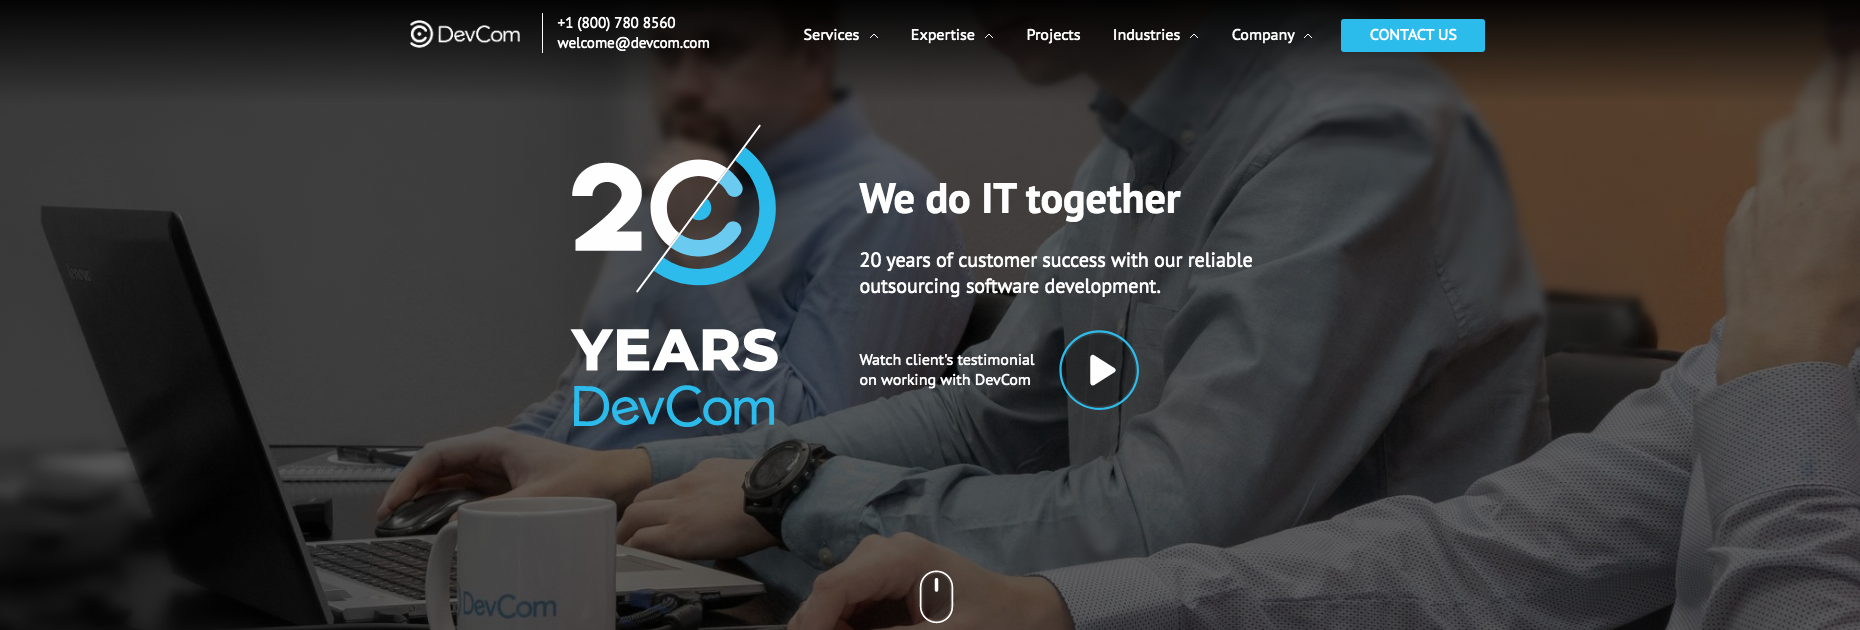 DevCom
+1 (800) 780 8560
welcome@devcom.com
Services
Expertise
Projects
Industries
Company
CONTACT US
20
YEARS
DevCom
We do IT together
20 years of customer success with our reliable
outsourcing software development.
Watch client's testimonial
on working with DevCom
lenovo
DevCom